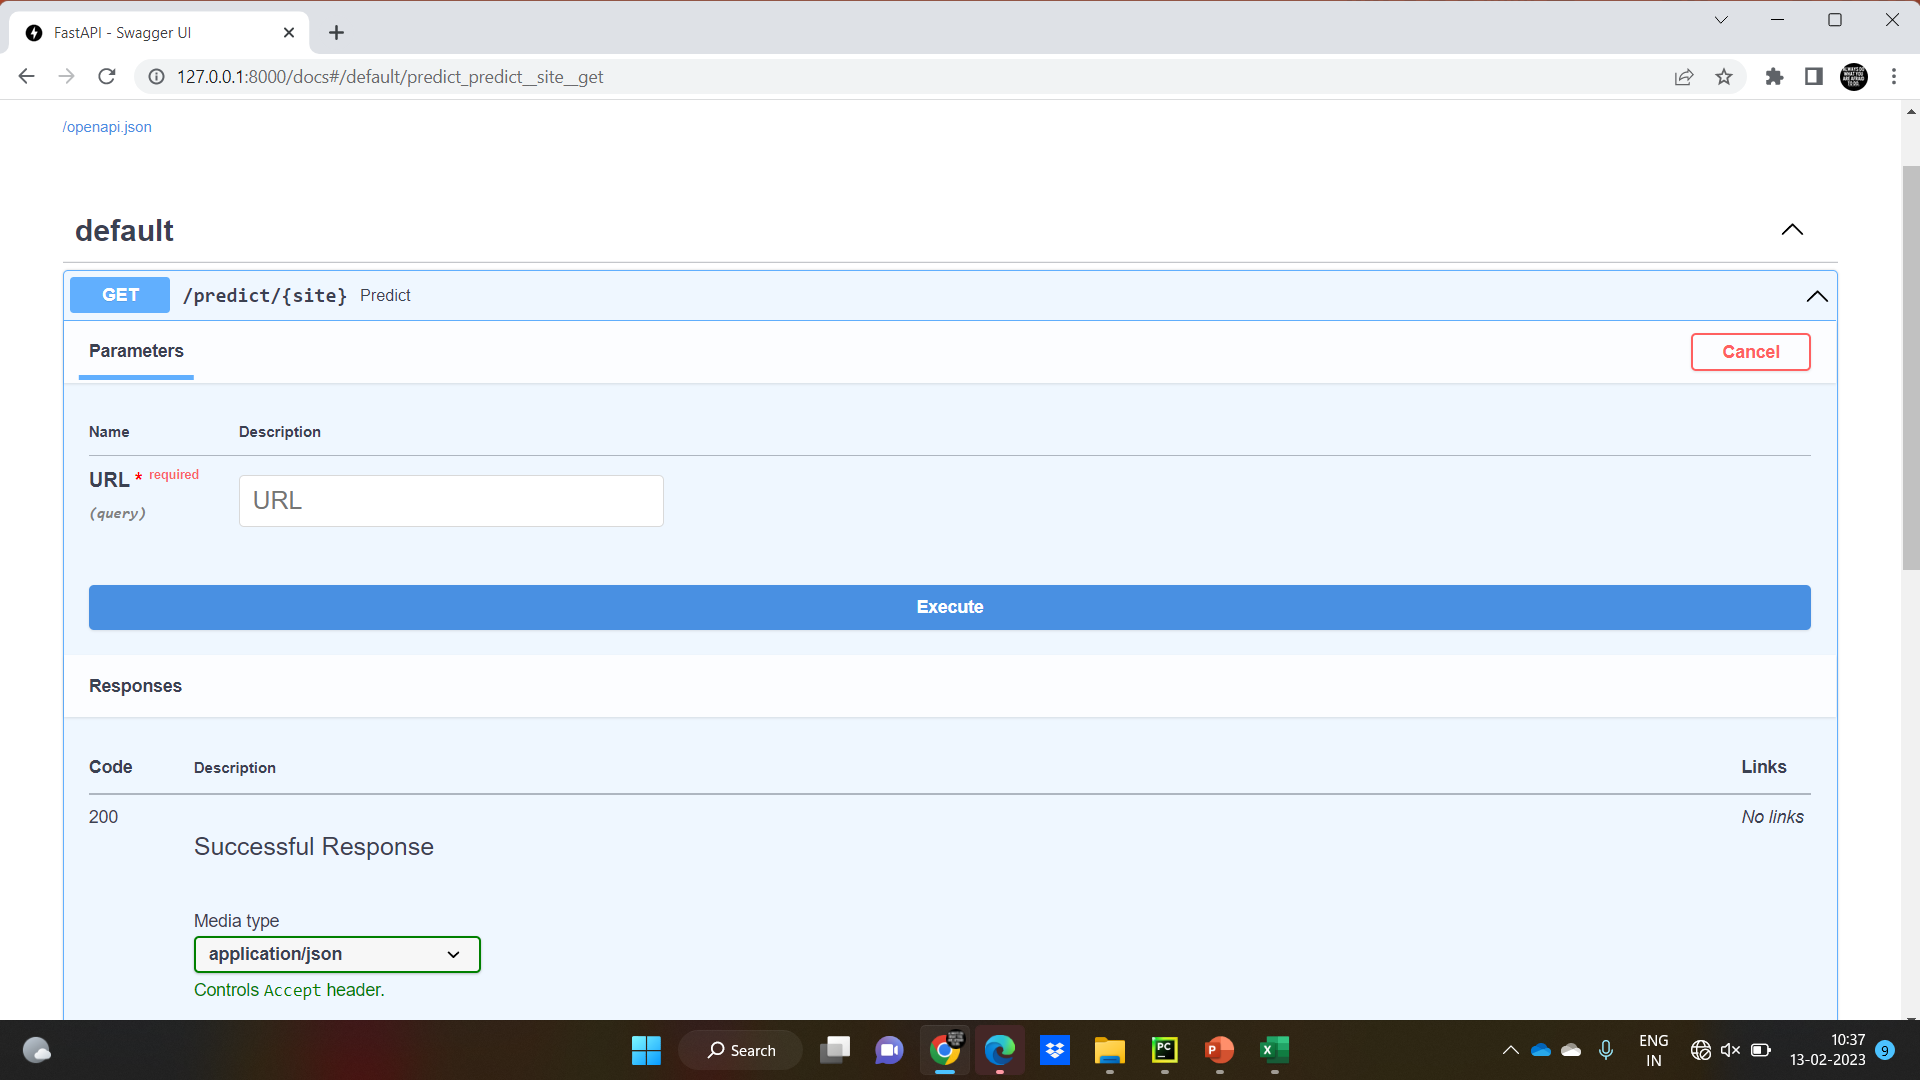 FastAPI - Swagger UI
127.0.0.1:8000/docs#/default/predict_predict__site__get
/openapi.json
default
GET /predict/{site} Predict
Parameters
Cancel
Name Description
URL * required
(query)
URL
Execute
Responses
Code Description Links
200 No links
Successful Response
Media type
application/json
Controls Accept header.
Search
ENG
IN
10:37
13-02-2023
9